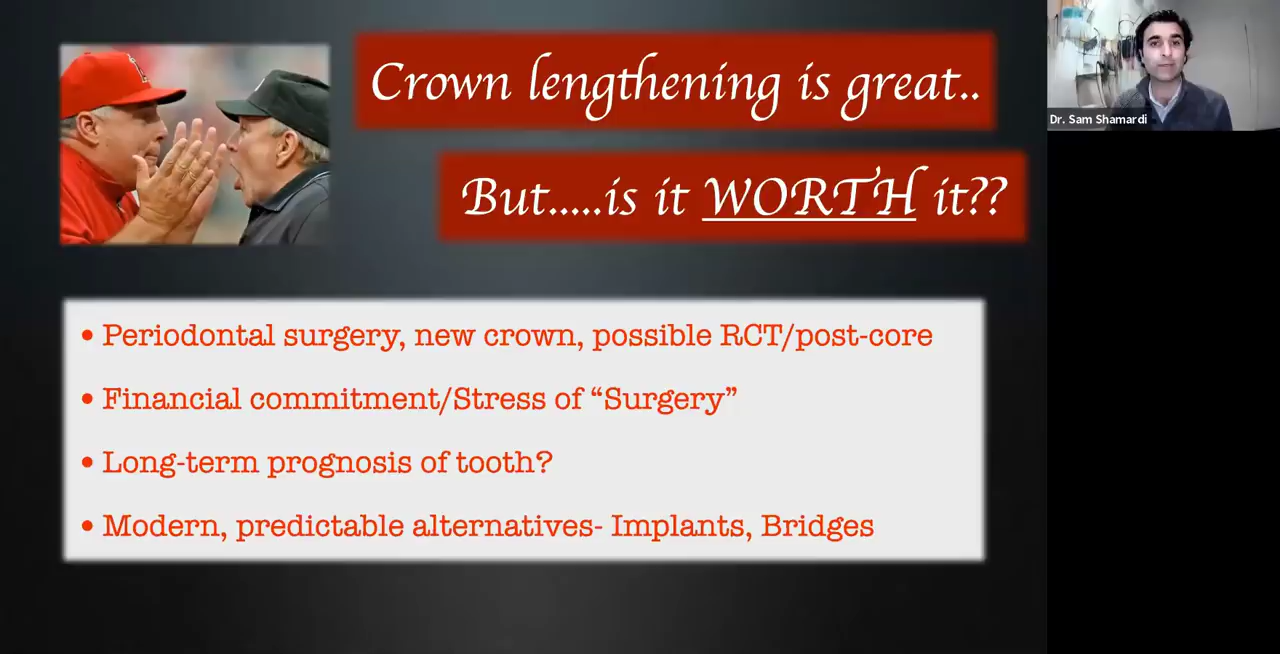 Crown lengthening is great..
But.....is it WORTH it??
• Periodontal surgery, new crown, possible RCT/post-core
• Financial commitment/Stress of “Surgery”
• Long-term prognosis of tooth?
• Modern, predictable alternatives- Implants, Bridges
Dr. Sam Shamardi